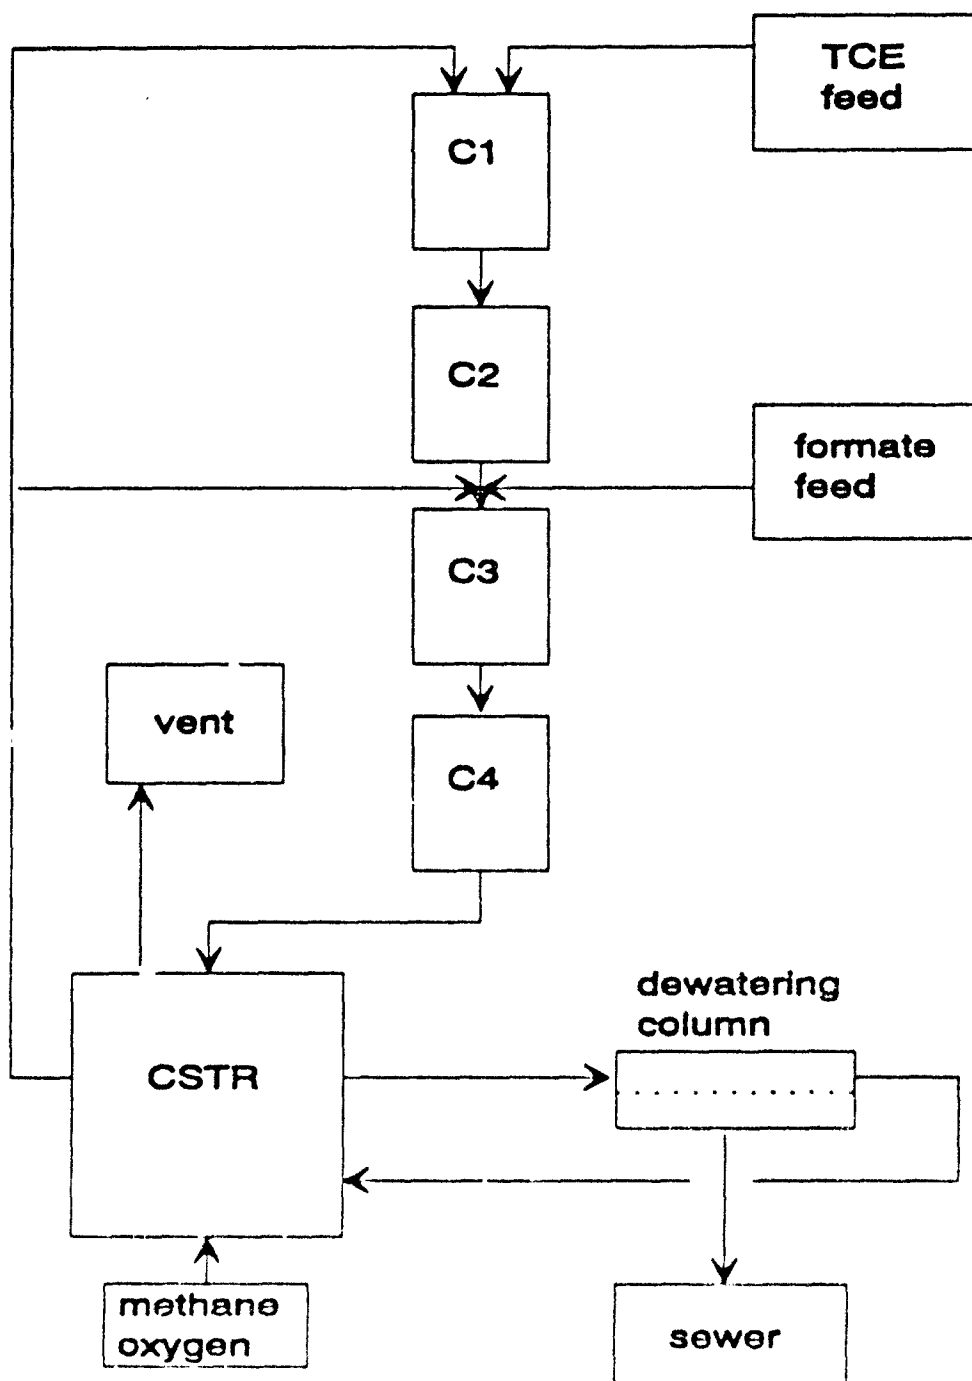 TCE
feed
C1
C2
formate
feed
C3
vent
C4
dewatering
column
CSTR
methane
oxygen
sewer